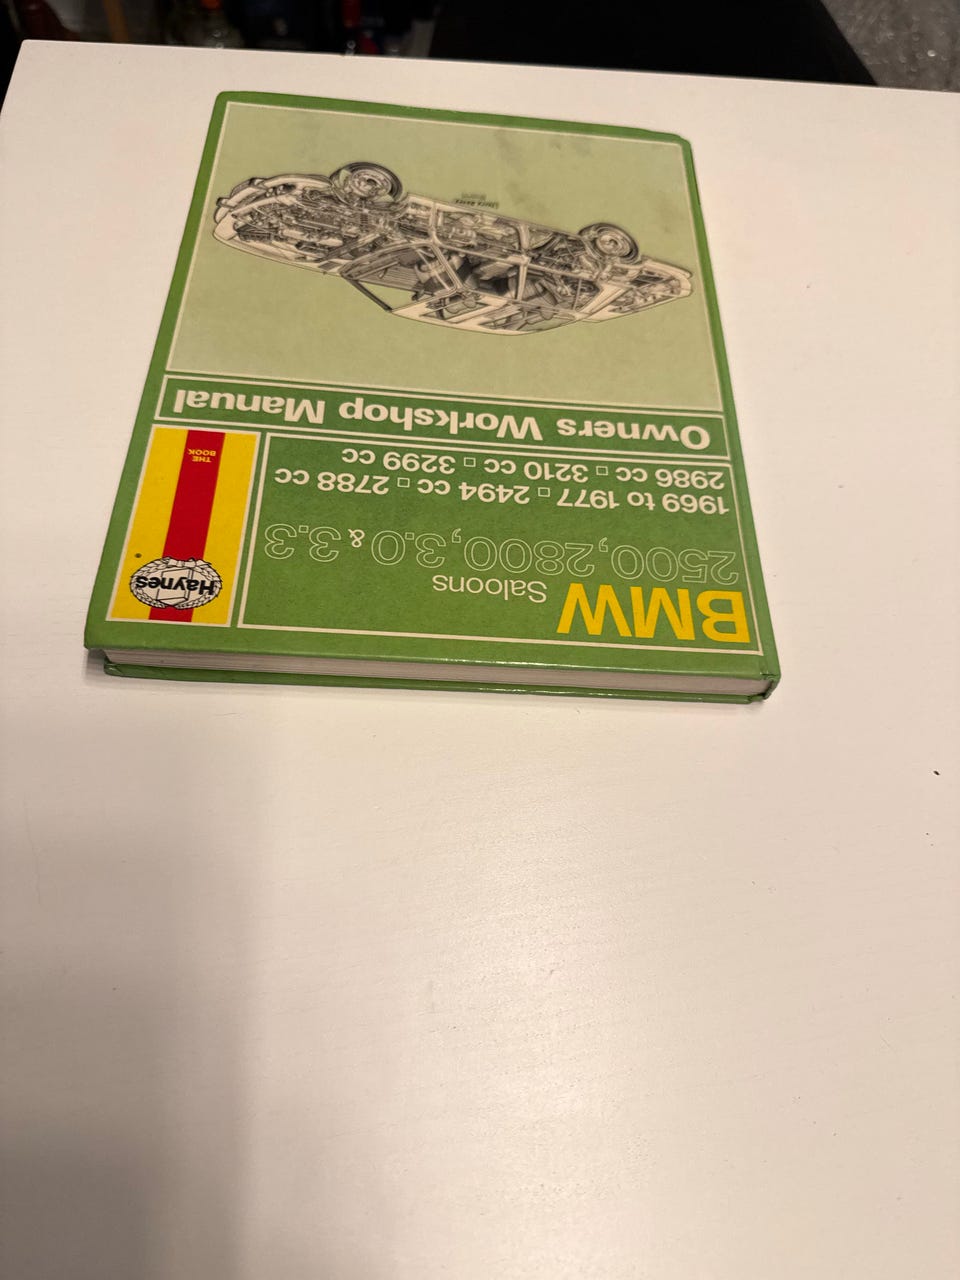 BMW Saloons
2500, 2800, 3.0 & 3.3
1969 to 1977 □ 2494 cc □ 2788 cc
2986 cc □ 3210 cc □ 3299 cc
Haynes
®
THE
BOOK
Owners Workshop Manual